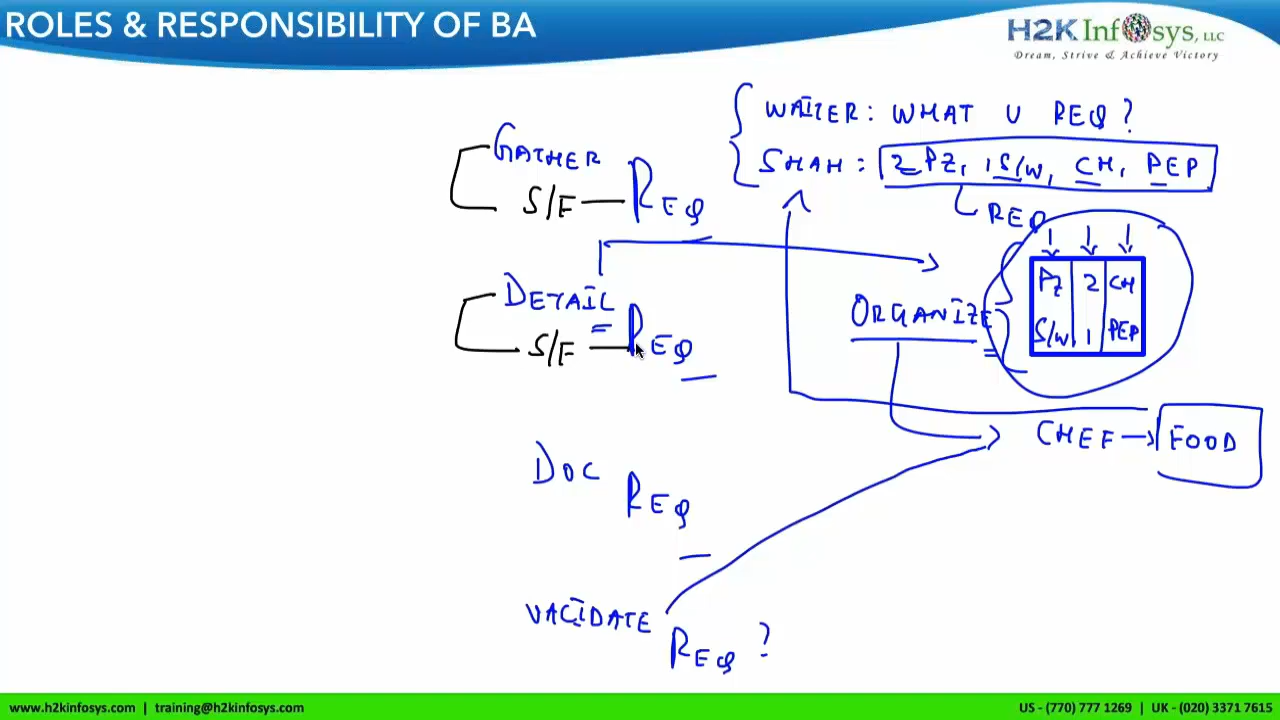 ROLES & RESPONSIBILITY OF BA
H2K Infosys, LLC
Dream, Strive & Achieve Victory
WAITER: WHAT U REQ?
SHAH: 2 PZ, 1 S/W, CH, PEP
REQ
GATHER
S/F — REQ
DETAIL
S/F — REQ
ORGANIZE
PZ 2 CH
S/W 1 PEP
CHEF → FOOD
DOC
REQ
VALIDATE
REQ?
www.h2kinfosys.com | training@h2kinfosys.com
US - (770) 777 1269 | UK - (020) 3371 7615